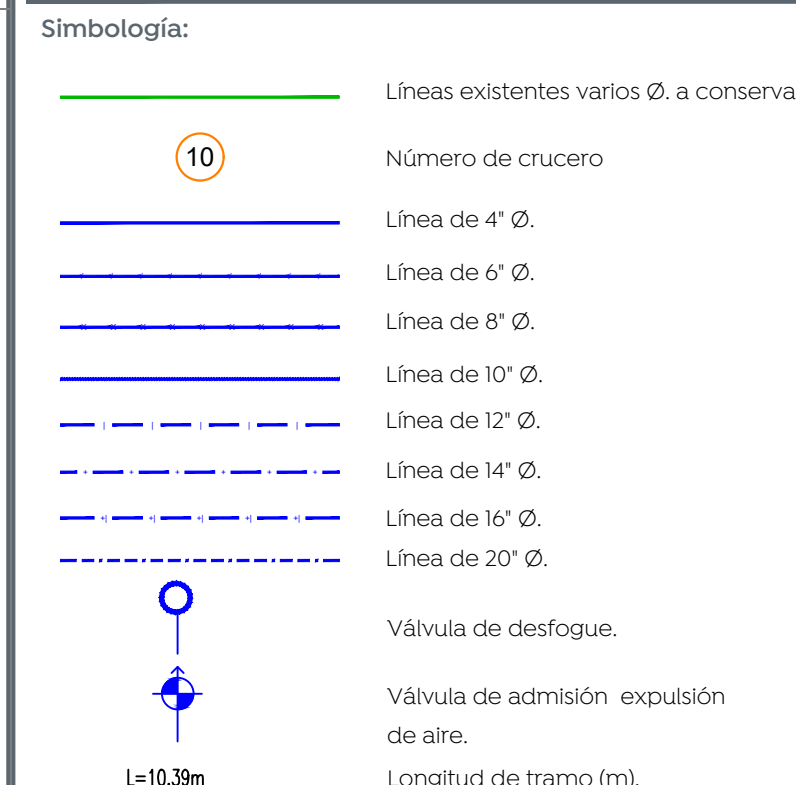 Simbología:
Líneas existentes varios Ø. a conserva
10 Número de crucero
Línea de 4" Ø.
Línea de 6" Ø.
Línea de 8" Ø.
Línea de 10" Ø.
Línea de 12" Ø.
Línea de 14" Ø.
Línea de 16" Ø.
Línea de 20" Ø.
Válvula de desfogue.
Válvula de admisión expulsión
de aire.
L=10.39m Longitud de tramo (m).